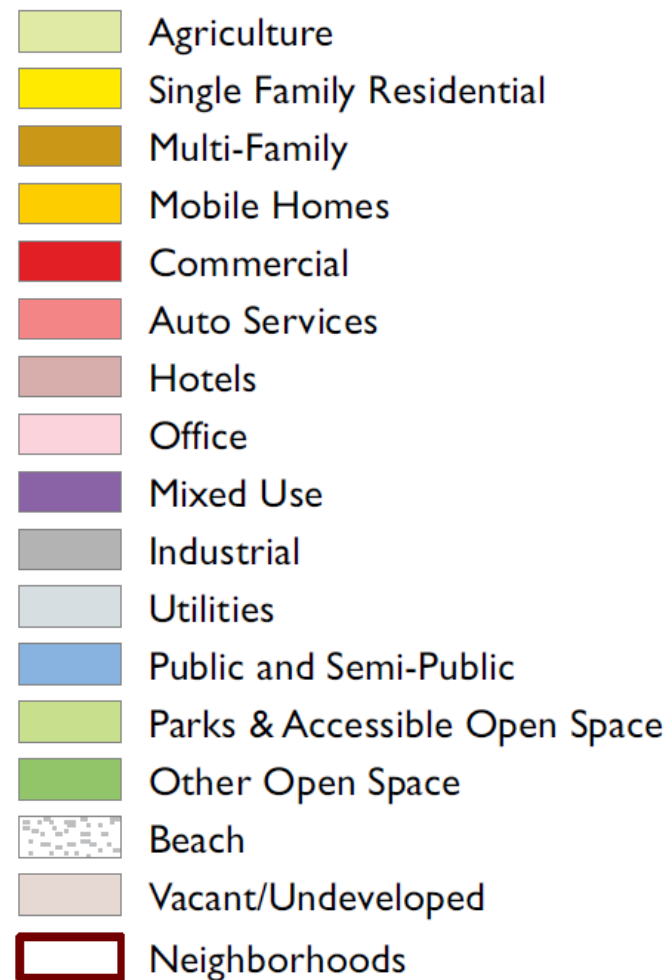 Agriculture
Single Family Residential
Multi-Family
Mobile Homes
Commercial
Auto Services
Hotels
Office
Mixed Use
Industrial
Utilities
Public and Semi-Public
Parks & Accessible Open Space
Other Open Space
Beach
Vacant/Undeveloped
Neighborhoods